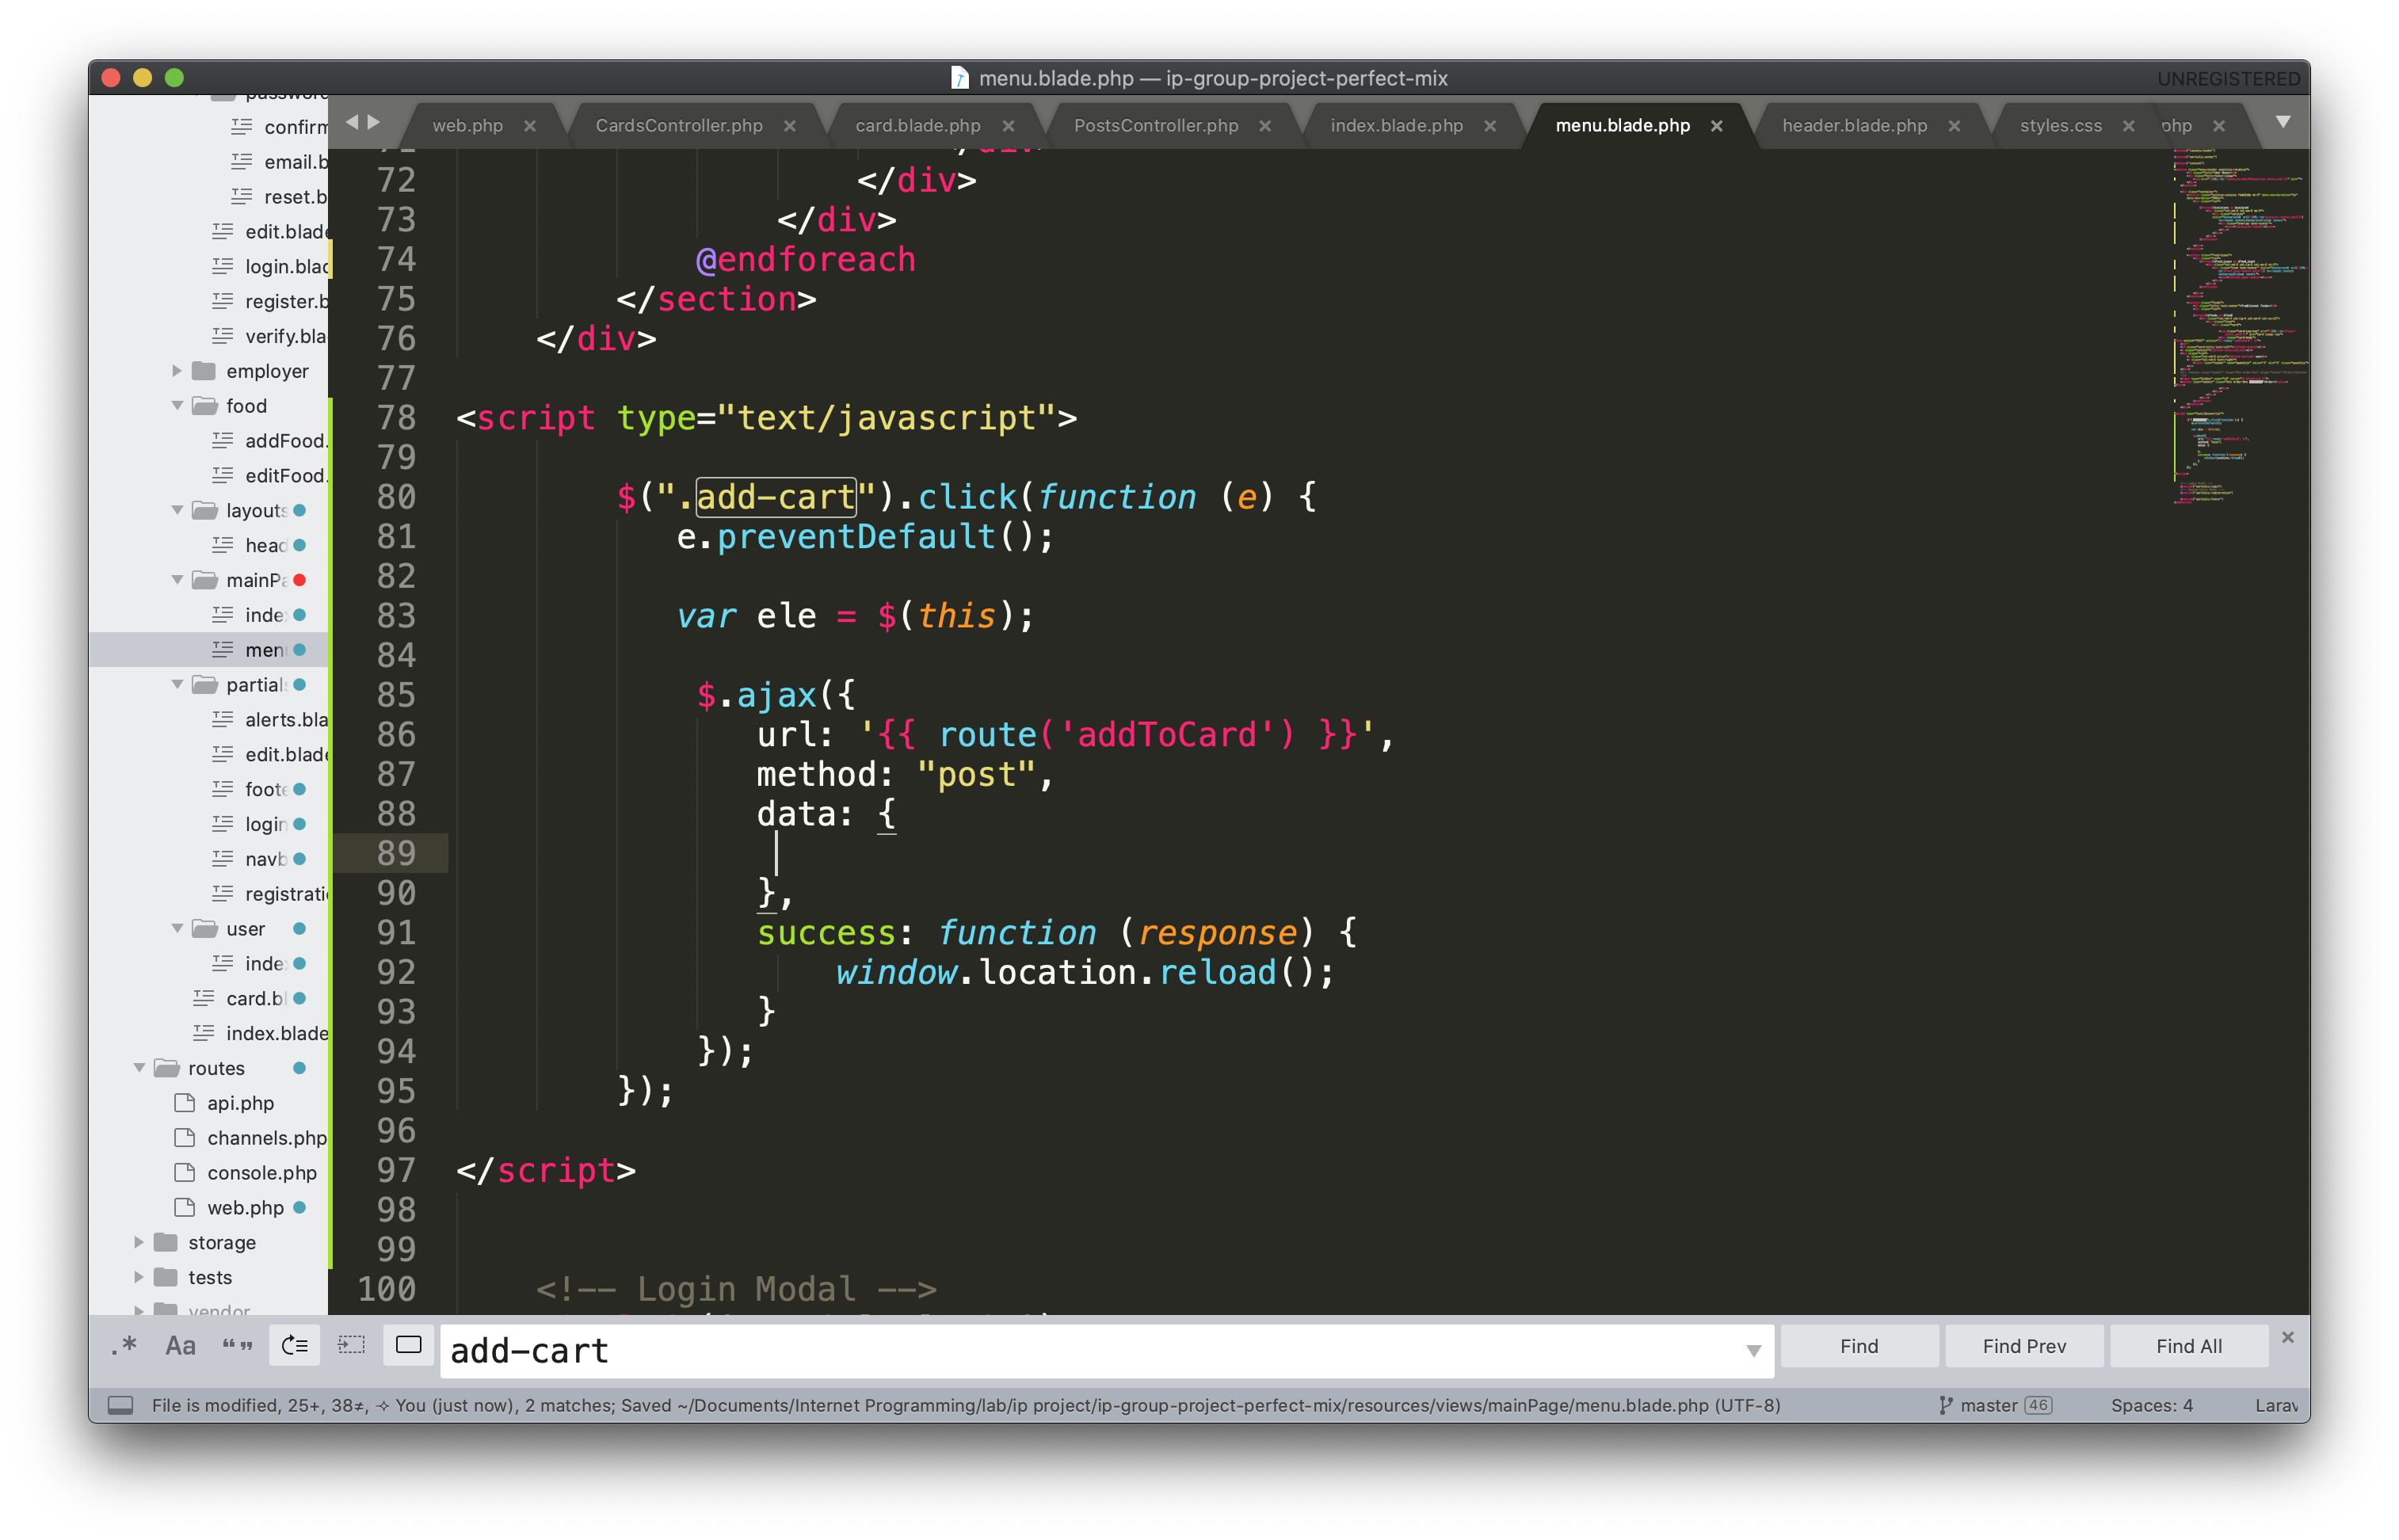 menu.blade.php — ip-group-project-perfect-mix
UNREGISTERED
web.php
CardsController.php
card.blade.php
PostsController.php
index.blade.php
menu.blade.php
header.blade.php
styles.css
php
confirm
email.b
reset.b
edit.blade
login.blad
register.b
verify.bla
employer
food
addFood.
editFood.
layouts
head
mainPa
inde
men
partials
alerts.bla
edit.blade
foote
login
navb
registrati
user
inde
card.bl
index.blade
routes
api.php
channels.php
console.php
web.php
storage
tests
vendor
72 </div>
73 </div>
74 @endforeach
75 </section>
76 </div>
77
78 <script type="text/javascript">
79
80 $(".add-cart").click(function (e) {
81 e.preventDefault();
82
83 var ele = $(this);
84
85 $.ajax({
86 url: '{{ route('addToCard') }}',
87 method: "post",
88 data: {
89
90 },
91 success: function (response) {
92 window.location.reload();
93 }
94 });
95 });
96
97 </script>
98
99
100 <!-- Login Modal -->
.* Aa “”
add-cart
Find
Find Prev
Find All
File is modified, 25+, 38≠, You (just now), 2 matches; Saved ~/Documents/Internet Programming/lab/ip project/ip-group-project-perfect-mix/resources/views/mainPage/menu.blade.php (UTF-8)
master 46
Spaces: 4
Larav